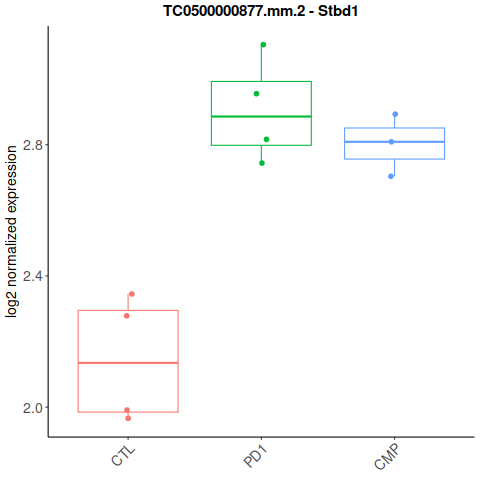 TC0500000877.mm.2 - Stbd1
log2 normalized expression
2.8
2.4
2.0
CTL
PD1
CMP